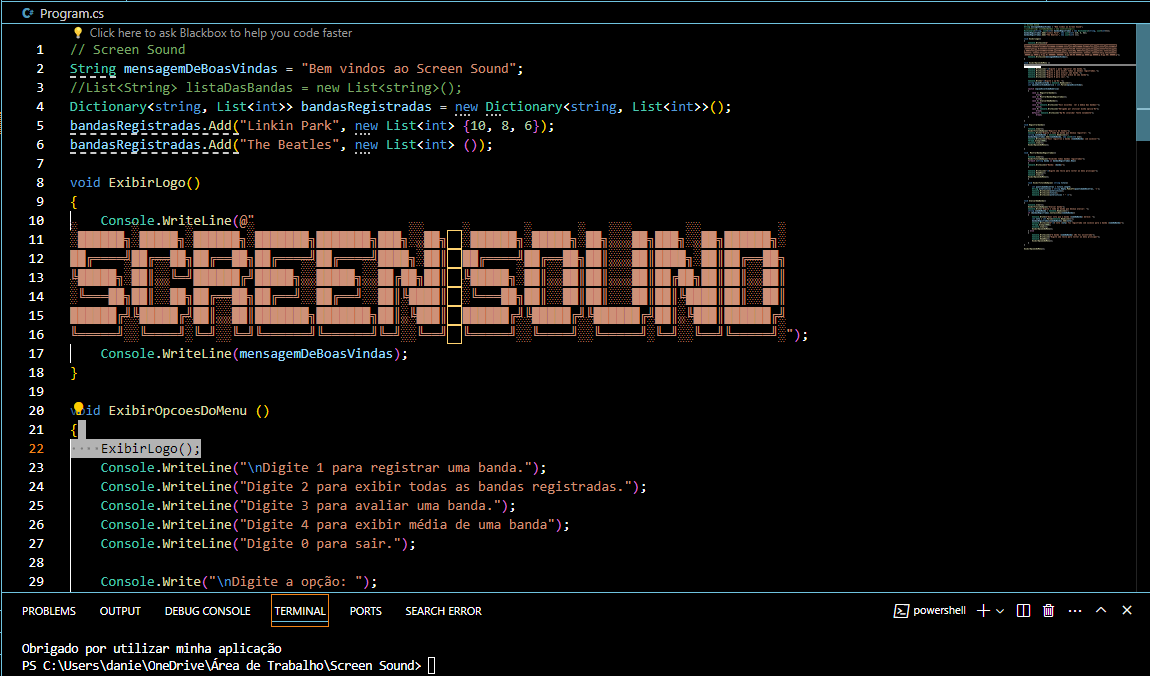 Program.cs
Click here to ask Blackbox to help you code faster
1 // Screen Sound
2 String mensagemDeBoasVindas = "Bem vindos ao Screen Sound";
3 //List<String> listaDasBandas = new List<string>();
4 Dictionary<string, List<int>> bandasRegistradas = new Dictionary<string, List<int>>();
5 bandasRegistradas.Add("Linkin Park", new List<int> {10, 8, 6});
6 bandasRegistradas.Add("The Beatles", new List<int> ());
7
8 void ExibirLogo()
9 {
10 Console.WriteLine(@"
11
12
13
14
15
16 ");
17 Console.WriteLine(mensagemDeBoasVindas);
18 }
19
20 void ExibirOpcoesDoMenu ()
21 {
22 ExibirLogo();
23 Console.WriteLine("\nDigite 1 para registrar uma banda.");
24 Console.WriteLine("Digite 2 para exibir todas as bandas registradas.");
25 Console.WriteLine("Digite 3 para avaliar uma banda.");
26 Console.WriteLine("Digite 4 para exibir média de uma banda");
27 Console.WriteLine("Digite 0 para sair.");
28
29 Console.Write("\nDigite a opção: ");
PROBLEMS OUTPUT DEBUG CONSOLE TERMINAL PORTS SEARCH ERROR powershell
Obrigado por utilizar minha aplicação
PS C:\Users\danie\OneDrive\Área de Trabalho\Screen Sound>